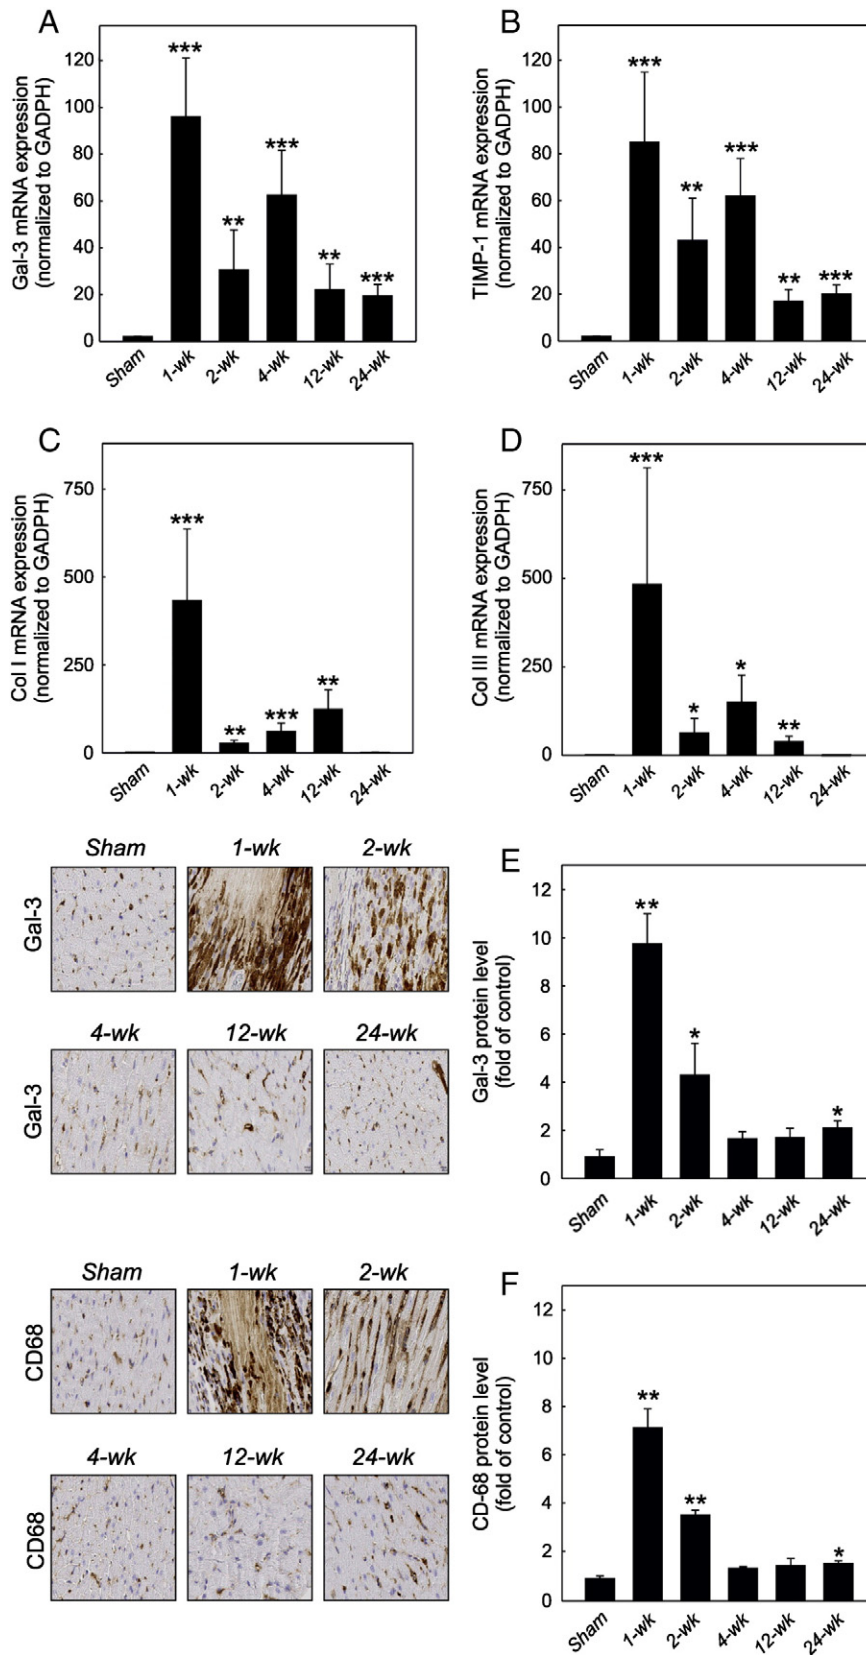 A
Gal-3 mRNA expression
(normalized to GADPH)
120
100
80
60
40
20
0
***
**
***
**
***
Sham
1-wk
2-wk
4-wk
12-wk
24-wk
B
TIMP-1 mRNA expression
(normalized to GADPH)
120
100
80
60
40
20
0
***
**
***
**
***
Sham
1-wk
2-wk
4-wk
12-wk
24-wk
C
Col I mRNA expression
(normalized to GADPH)
750
500
250
0
***
**
***
**
Sham
1-wk
2-wk
4-wk
12-wk
24-wk
D
Col III mRNA expression
(normalized to GADPH)
750
500
250
0
***
*
*
**
Sham
1-wk
2-wk
4-wk
12-wk
24-wk
Sham 1-wk 2-wk
Gal-3
4-wk 12-wk 24-wk
Gal-3
E
Gal-3 protein level
(fold of control)
12
10
8
6
4
2
0
**
*
*
Sham
1-wk
2-wk
4-wk
12-wk
24-wk
Sham 1-wk 2-wk
CD68
4-wk 12-wk 24-wk
CD68
F
CD-68 protein level
(fold of control)
12
10
8
6
4
2
0
**
**
*
Sham
1-wk
2-wk
4-wk
12-wk
24-wk